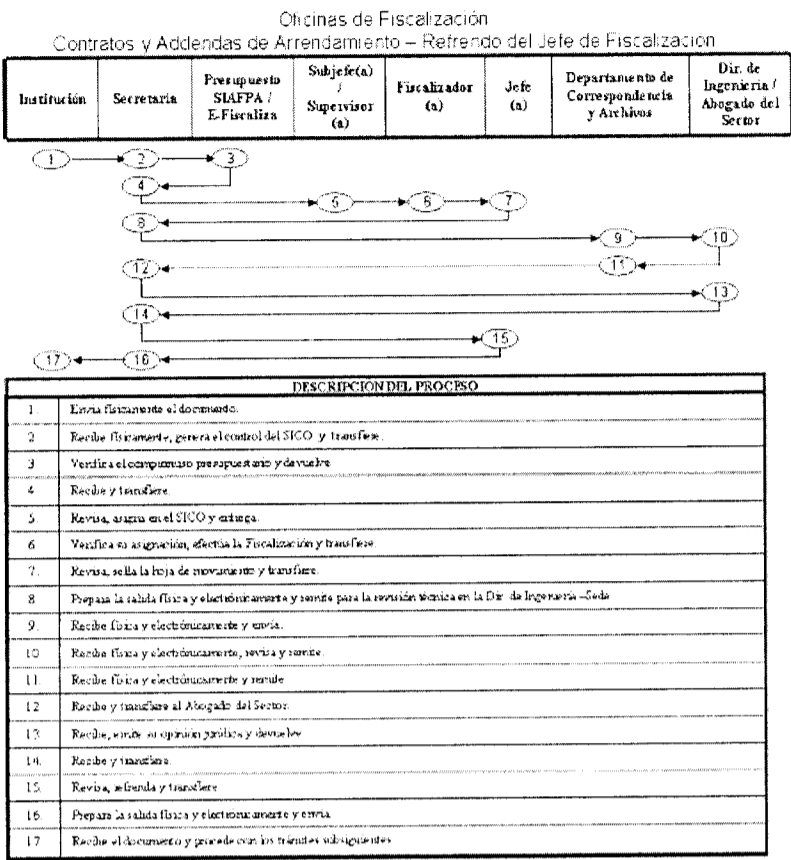 Oficinas de Fiscalización
Contratos y Addendas de Arrendamiento – Refrendo del Jefe de Fiscalización
Institución
Secretaria
Presupuesto
SIAFPA /
E-Fiscaliza
Subjefe(a)
/
Supervisor
(a)
Fiscalizador
(a)
Jefe
(a)
Departamento de
Correspondencia
y Archivos
Dir. de
Ingeniería /
Abogado del
Sector
1 2 3
4
5 6 7
8
9 10
12 11
13
14
15
17 16
DESCRIPCION DEL PROCESO
1. Envía físicamente el documento.
2 Recibe físicamente, genera el control del SICO y transfiere.
3 Verifica el compromiso presupuestario y devuelve
4 Recibe y transfiere.
5. Revisa, asigna en el SICO y entrega.
6 Verifica su asignación, efectúa la Fiscalización y transfiere.
7. Revisa, sella la hoja de movimiento y transfiere.
8 Prepara la salida física y electrónicamente y remite para la revisión técnica en la Dir. de Ingeniería –Sede
9. Recibe física y electrónicamente y envía.
10 Recibe física y electrónicamente, revisa y remite.
11. Recibe física y electrónicamente y remite
12 Recibe y transfiere al Abogado del Sector.
13 Recibe, emite su opinión jurídica y devuelve
14. Recibe y transfiere.
15. Revisa, refrenda y transfiere
16. Prepara la salida física y electrónicamente y envía
17 Recibe el documento y procede con los trámites subsiguientes